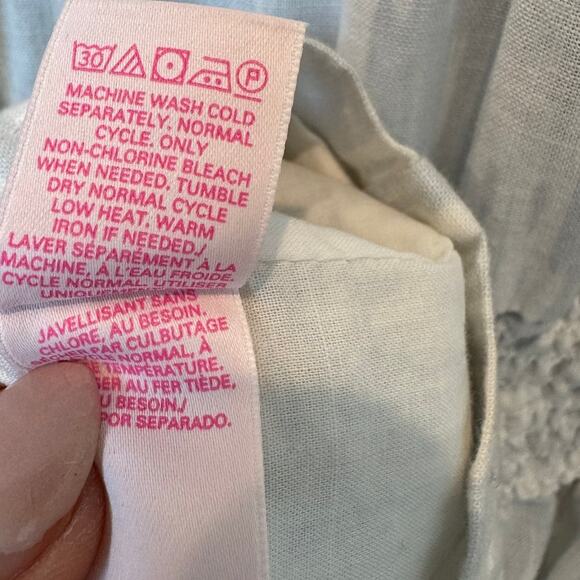 30 P
MACHINE WASH COLD
SEPARATELY, NORMAL
CYCLE. ONLY
NON-CHLORINE BLEACH
WHEN NEEDED. TUMBLE
DRY NORMAL CYCLE
LOW HEAT. WARM
IRON IF NEEDED./
LAVER SÉPARÉMENT À LA
MACHINE, À L'EAU FROIDE
CYCLE NORMAL. UTILISER
JAVELLISANT SANS
CHLORE, AU BESOIN.
PAR CULBUTAGE
NORMAL, À
TEMPÉRATURE.
AU FER TIÈDE,
BESOIN./
POR SEPARADO.